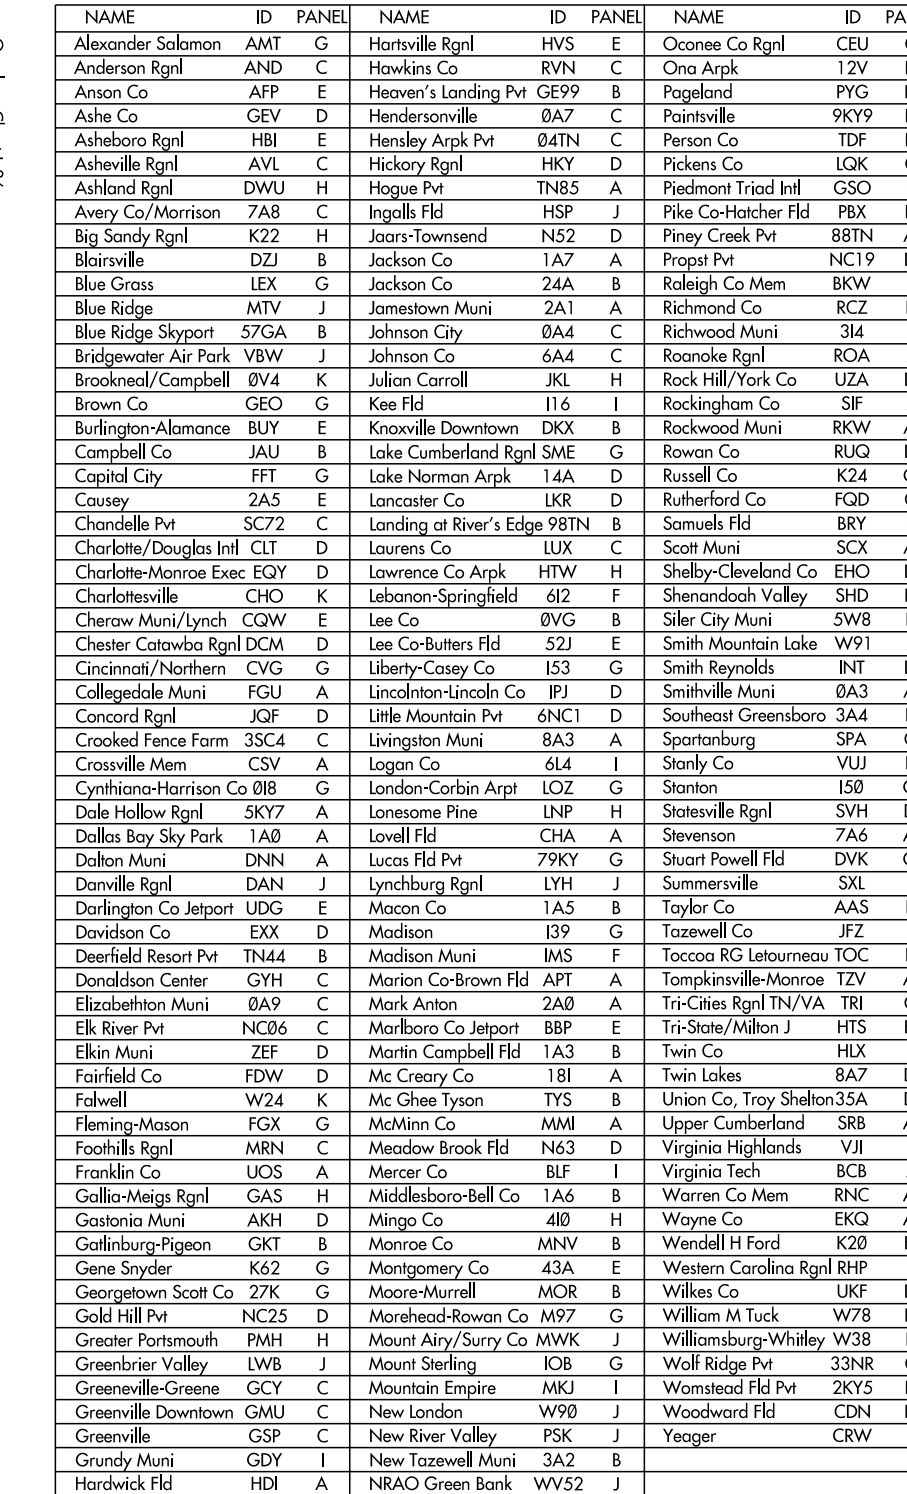 NAME ID PANEL
Alexander Salamon AMT G
Anderson Rgnl AND C
Anson Co AFP E
Ashe Co GEV D
Asheboro Rgnl HBI E
Asheville Rgnl AVL C
Ashland Rgnl DWU H
Avery Co/Morrison 7A8 C
Big Sandy Rgnl K22 H
Blairsville DZJ B
Blue Grass LEX G
Blue Ridge MTV J
Blue Ridge Skyport 57GA B
Bridgewater Air Park VBW J
Brookneal/Campbell Ø V4 K
Brown Co GEO G
Burlington-Alamance BUY E
Campbell Co JAU B
Capital City FFT G
Causey 2A5 E
Chandelle Pvt SC72 C
Charlotte/Douglas Intl CLT D
Charlotte-Monroe Exec EQY D
Charlottesville CHO K
Cheraw Muni/Lynch CQW E
Chester Catawba Rgnl DCM D
Cincinnati/Northern CVG G
Collegedale Muni FGU A
Concord Rgnl JQF D
Crooked Fence Farm 3SC4 C
Crossville Mem CSV A
Cynthiana-Harrison Co ØI8 G
Dale Hollow Rgnl 5KY7 A
Dallas Bay Sky Park 1AØ A
Dalton Muni DNN A
Danville Rgnl DAN J
Darlington Co Jetport UDG E
Davidson Co EXX D
Deerfield Resort Pvt TN44 B
Donaldson Center GYH C
Elizabethton Muni ØA9 C
Elk River Pvt NCØ6 C
Elkin Muni ZEF D
Fairfield Co FDW D
Falwell W24 K
Fleming-Mason FGX G
Foothills Rgnl MRN C
Franklin Co UOS A
Gallia-Meigs Rgnl GAS H
Gastonia Muni AKH D
Gatlinburg-Pigeon GKT B
Gene Snyder K62 G
Georgetown Scott Co 27K G
Gold Hill Pvt NC25 D
Greater Portsmouth PMH H
Greenbrier Valley LWB J
Greeneville-Greene GCY C
Greenville Downtown GMU C
Greenville GSP C
Grundy Muni GDY I
Hardwick Fld HDI A
NAME ID PANEL
Hartsville Rgnl HVS E
Hawkins Co RVN C
Heaven's Landing Pvt GE99 B
Hendersonville ØA7 C
Hensley Arpk Pvt Ø4TN C
Hickory Rgnl HKY D
Hogue Pvt TN85 A
Ingalls Fld HSP J
Jaars-Townsend N52 D
Jackson Co 1A7 A
Jackson Co 24A B
Jamestown Muni 2A1 A
Johnson City ØA4 C
Johnson Co 6A4 C
Julian Carroll JKL H
Kee Fld I16 I
Knoxville Downtown DKX B
Lake Cumberland Rgnl SME G
Lake Norman Arpk 14A D
Lancaster Co LKR D
Landing at River's Edge 98TN B
Laurens Co LUX C
Lawrence Co Arpk HTW H
Lebanon-Springfield 6I2 F
Lee Co ØVG B
Lee Co-Butters Fld 52J E
Liberty-Casey Co I53 G
Lincolnton-Lincoln Co IPJ D
Little Mountain Pvt 6NC1 D
Livingston Muni 8A3 A
Logan Co 6L4 I
London-Corbin Arpt LOZ G
Lonesome Pine LNP H
Lovell Fld CHA A
Lucas Fld Pvt 79KY G
Lynchburg Rgnl LYH J
Macon Co 1A5 B
Madison I39 G
Madison Muni IMS F
Marion Co-Brown Fld APT A
Mark Anton 2AØ A
Marlboro Co Jetport BBP E
Martin Campbell Fld 1A3 B
Mc Creary Co 18I A
Mc Ghee Tyson TYS B
McMinn Co MMI A
Meadow Brook Fld N63 D
Mercer Co BLF I
Middlesboro-Bell Co 1A6 B
Mingo Co 4IØ H
Monroe Co MNV B
Montgomery Co 43A E
Moore-Murrell MOR B
Morehead-Rowan Co M97 G
Mount Airy/Surry Co MWK J
Mount Sterling IOB G
Mountain Empire MKJ I
New London W9Ø J
New River Valley PSK J
New Tazewell Muni 3A2 B
NRAO Green Bank WV52 J
NAME ID PA
Oconee Co Rgnl CEU
Ona Arpk 12V
Pageland PYG
Paintsville 9KY9
Person Co TDF
Pickens Co LQK
Piedmont Triad Intl GSO
Pike Co-Hatcher Fld PBX
Piney Creek Pvt 88TN
Propst Pvt NC19
Raleigh Co Mem BKW
Richmond Co RCZ
Richwood Muni 3I4
Roanoke Rgnl ROA
Rock Hill/York Co UZA
Rockingham Co SIF
Rockwood Muni RKW
Rowan Co RUQ
Russell Co K24
Rutherford Co FQD
Samuels Fld BRY
Scott Muni SCX
Shelby-Cleveland Co EHO
Shenandoah Valley SHD
Siler City Muni 5W8
Smith Mountain Lake W91
Smith Reynolds INT
Smithville Muni ØA3
Southeast Greensboro 3A4
Spartanburg SPA
Stanly Co VUJ
Stanton I5Ø
Statesville Rgnl SVH
Stevenson 7A6
Stuart Powell Fld DVK
Summersville SXL
Taylor Co AAS
Tazewell Co JFZ
Toccoa RG Letourneau TOC
Tompkinsville-Monroe TZV
Tri-Cities Rgnl TN/VA TRI
Tri-State/Milton J HTS
Twin Co HLX
Twin Lakes 8A7
Union Co, Troy Shelton 35A
Upper Cumberland SRB
Virginia Highlands VJI
Virginia Tech BCB
Warren Co Mem RNC
Wayne Co EKQ
Wendell H Ford K2Ø
Western Carolina Rgnl RHP
Wilkes Co UKF
William M Tuck W78
Williamsburg-Whitley W38
Wolf Ridge Pvt 33NR
Womstead Fld Pvt 2KY5
Woodward Fld CDN
Yeager CRW